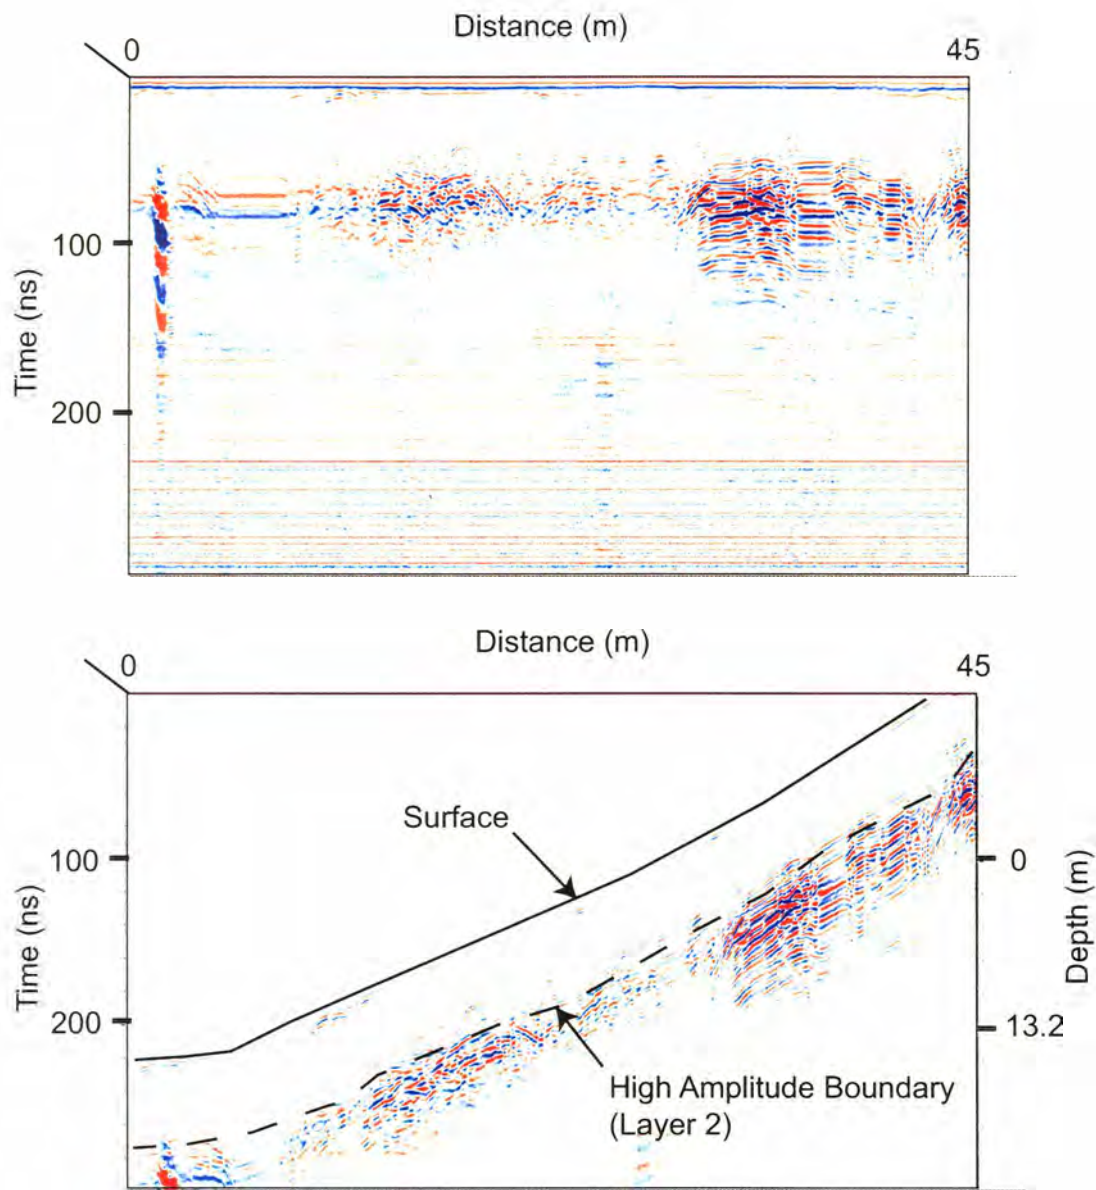 Distance (m)
0
45
Time (ns)
100
200
Distance (m)
0
45
Time (ns)
100
200
Surface
High Amplitude Boundary
(Layer 2)
0
13.2
Depth (m)